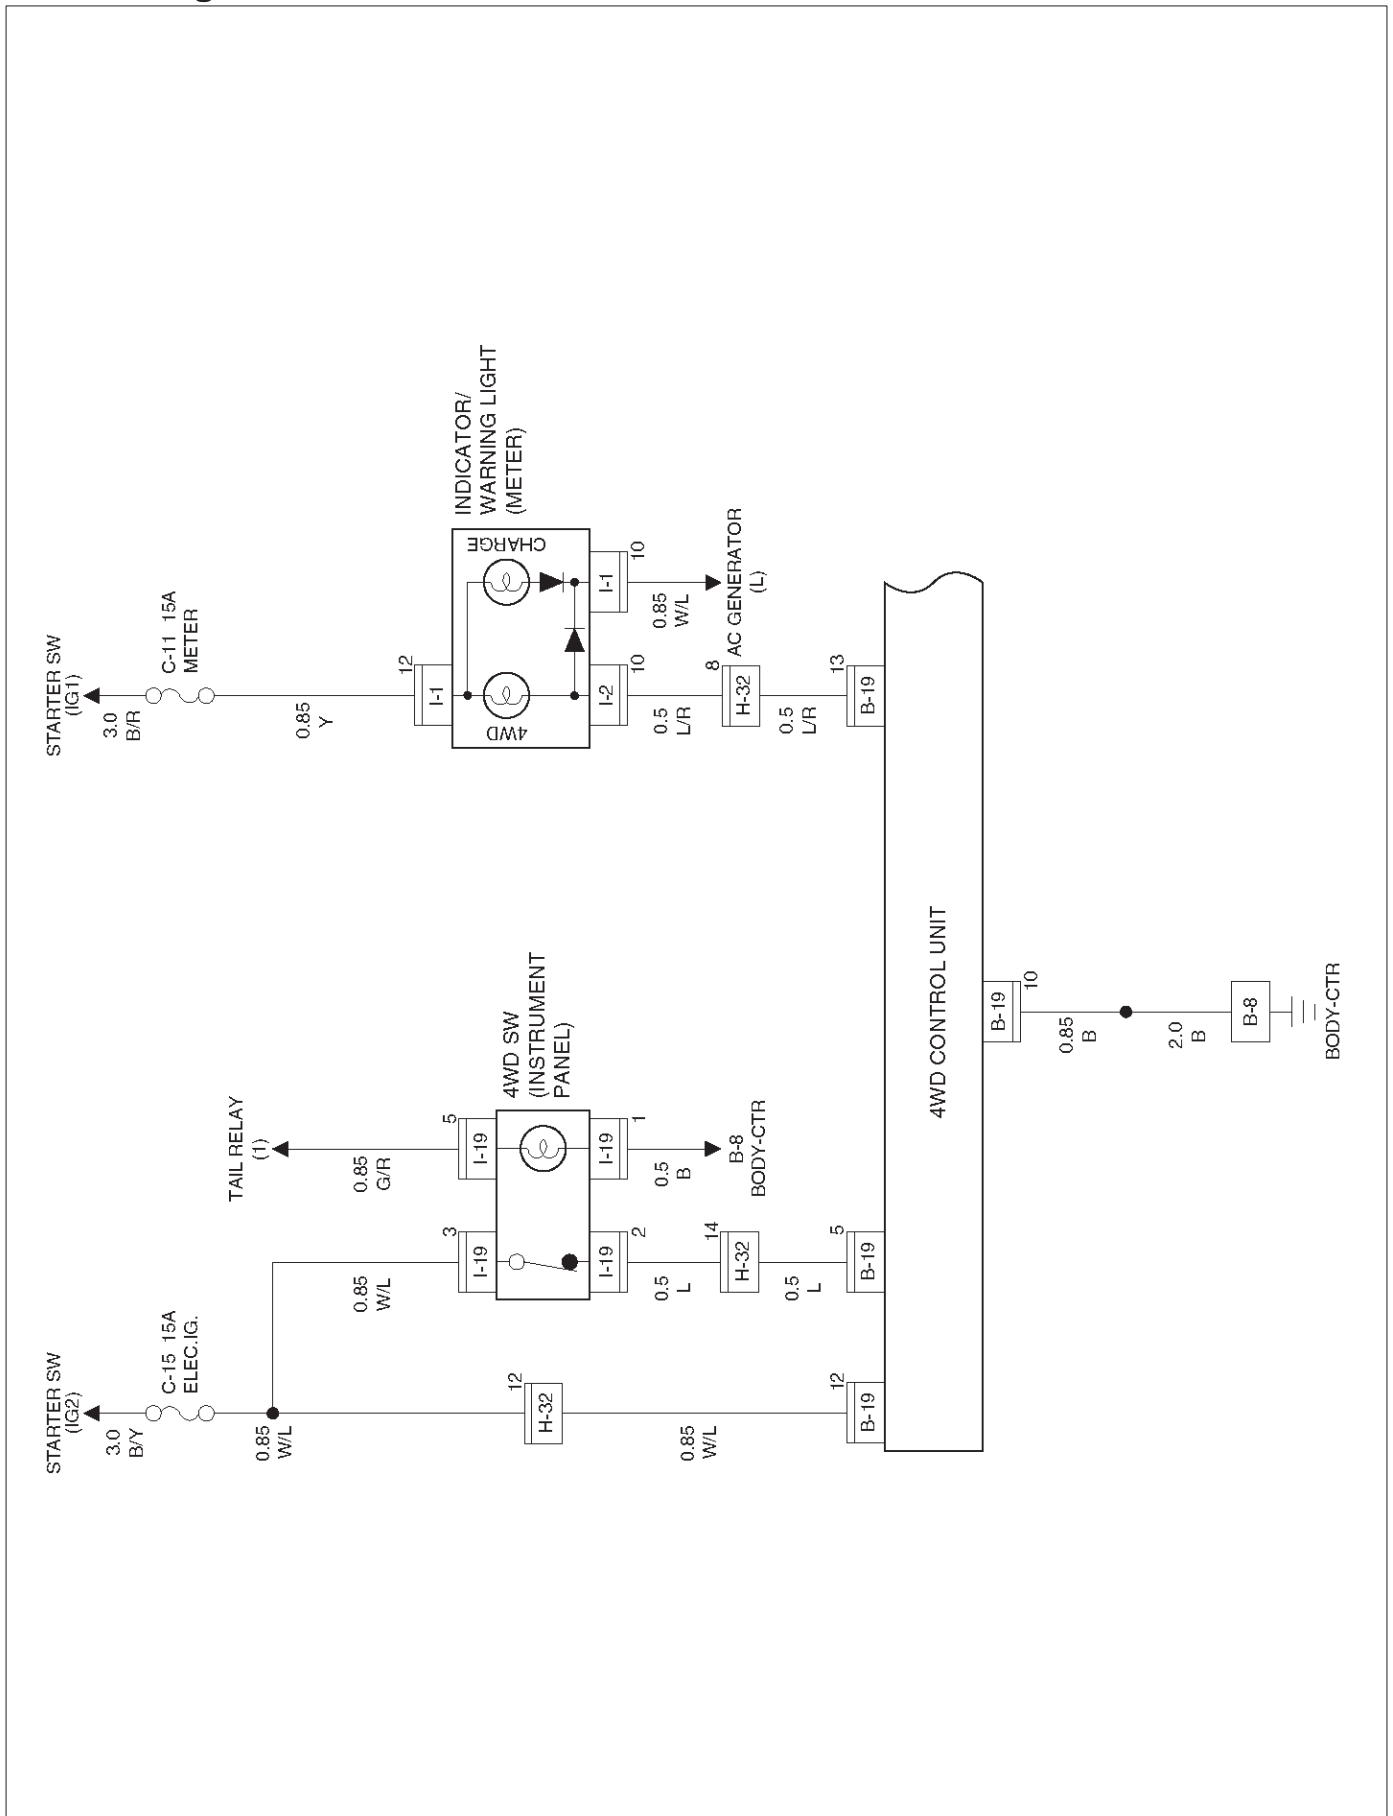 STARTER SW
(IG2)
3.0
B/Y
C-15 15A
ELEC.IG.
0.85
W/L
12
H-32
0.85
W/L
12
B-19
0.85
W/L
3
I-19
I-19
2
0.5
L
14
H-32
0.5
L
5
B-19
TAIL RELAY
(1)
0.85
G/R
5
I-19
4WD SW
(INSTRUMENT
PANEL)
I-19
1
0.5
B
B-8
BODY-CTR
STARTER SW
(IG1)
3.0
B/R
C-11 15A
METER
0.85
Y
12
I-1
INDICATOR/
WARNING LIGHT
(METER)
4WD
CHARGE
I-2
10
I-1
10
0.5
L/R
8
H-32
0.5
L/R
13
B-19
0.85
W/L
AC GENERATOR
(L)
4WD CONTROL UNIT
B-19
10
0.85
B
2.0
B
B-8
BODY-CTR